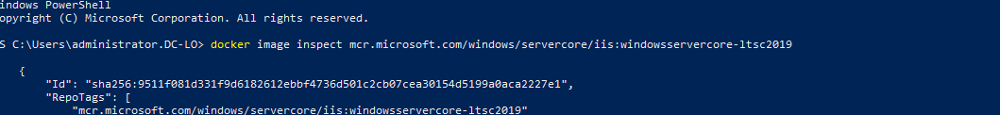 indows PowerShell
opyright (C) Microsoft Corporation. All rights reserved.
S C:\Users\administrator.DC-LO> docker image inspect mcr.microsoft.com/windows/servercore/iis:windowsservercore-ltsc2019
{
"Id": "sha256:9511f081d331f9d6182612ebbf4736d501c2cb07cea30154d5199a0aca2227e1",
"RepoTags": [
"mcr.microsoft.com/windows/servercore/iis:windowsservercore-ltsc2019"